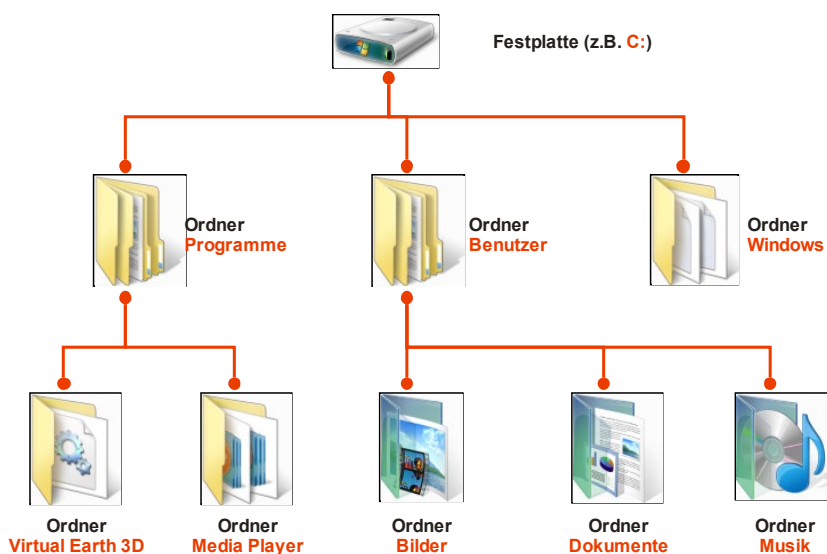 Festplatte (z.B. C:)
Ordner
Programme
Ordner
Benutzer
Ordner
Windows
Ordner
Virtual Earth 3D
Ordner
Media Player
Ordner
Bilder
Ordner
Dokumente
Ordner
Musik